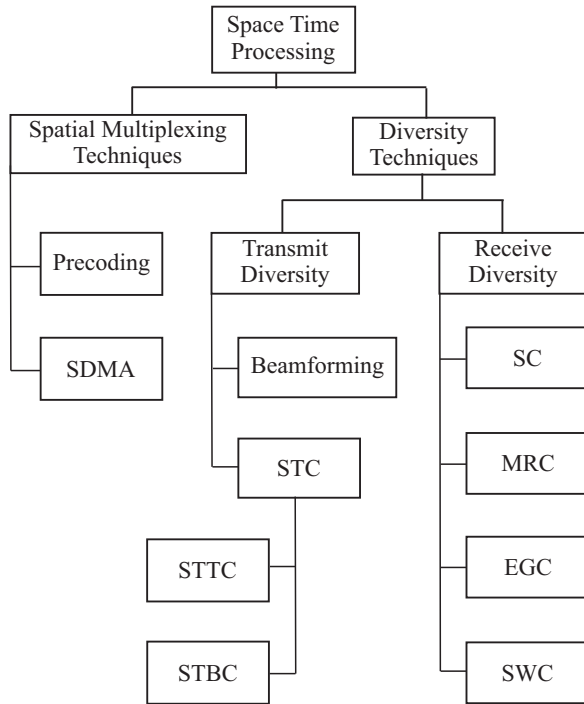 Space Time
Processing
Spatial Multiplexing
Techniques
Diversity
Techniques
Precoding
SDMA
Transmit
Diversity
Receive
Diversity
Beamforming
STC
STTC
STBC
SC
MRC
EGC
SWC